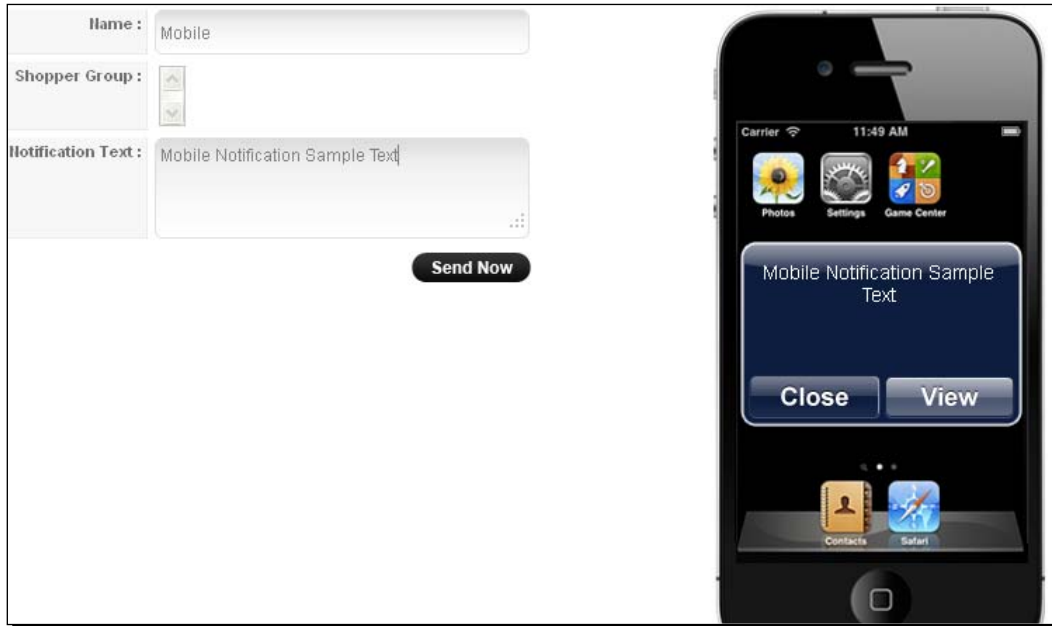 Name :
Mobile
Shopper Group :
Notification Text :
Mobile Notification Sample Text
Send Now
Carrier
11:49 AM
Photos
Settings
Game Center
Mobile Notification Sample
Text
Close
View
Contacts
Safari